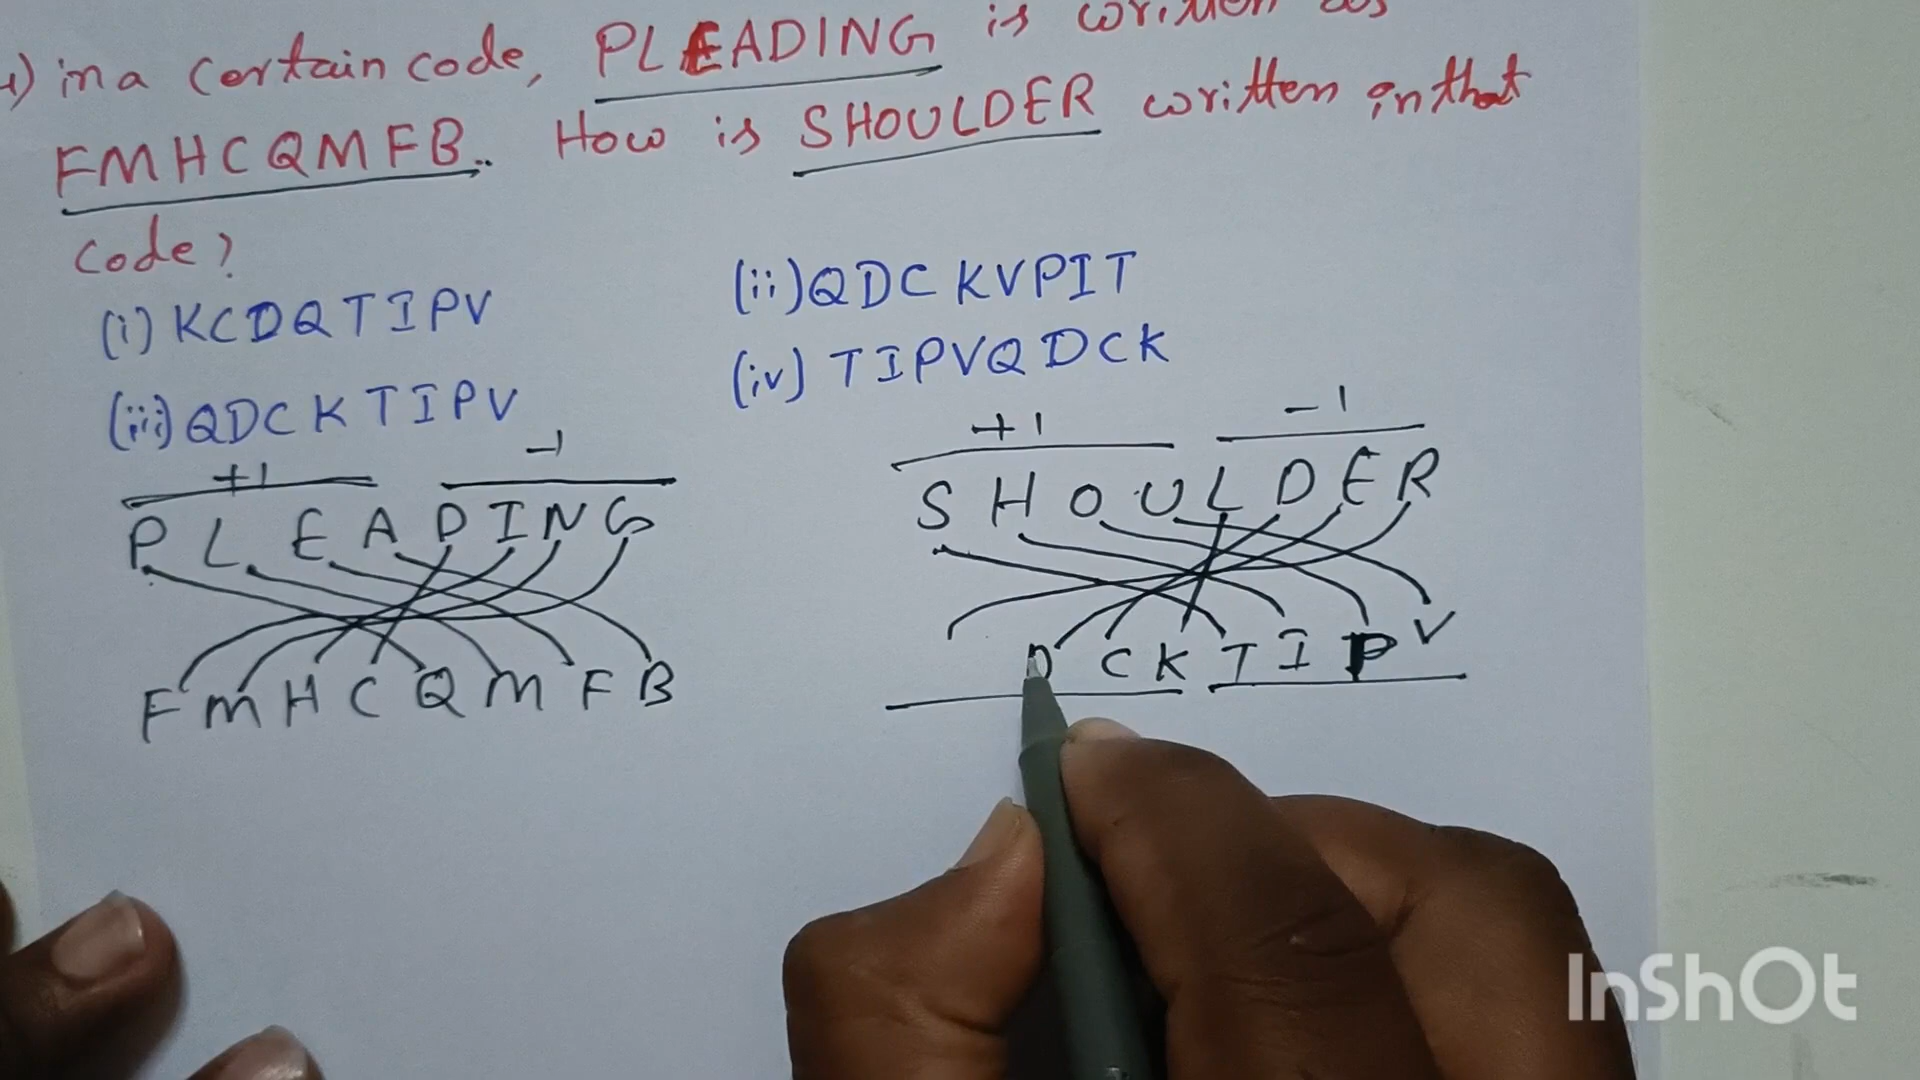 in a certain code, PLEADING is written as
FMHCQMFB.. How is SHOULDER written in that
code?
(i) KCDQTIPV
(ii) QDCKVPIT
(iii) QDCKTIPV
(iv) TIPVQDCK
+1 -1
PLEADING
FMHCQMFB
+1 -1
SHOULDER
DCKTIPV
InShOt